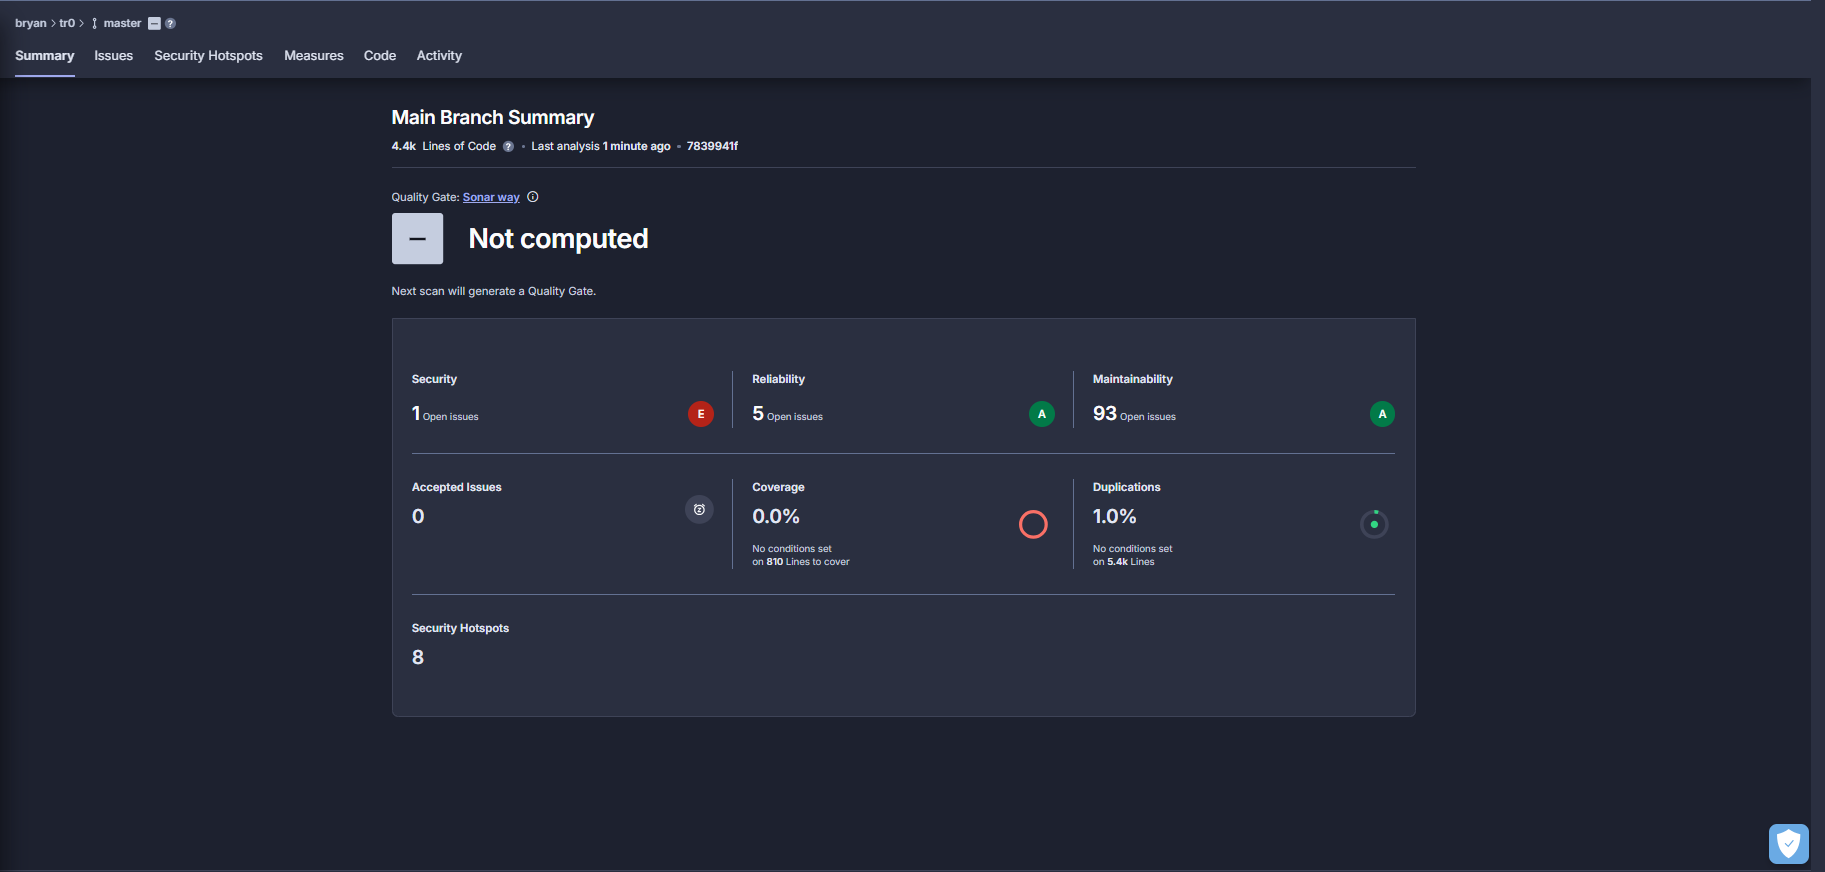 bryan > tr0 > master
Summary Issues Security Hotspots Measures Code Activity
Main Branch Summary
4.4k Lines of Code ? • Last analysis 1 minute ago • 7839941f
Quality Gate: Sonar way
Not computed
Next scan will generate a Quality Gate.
Security
1 Open issues
E
Reliability
5 Open issues
A
Maintainability
93 Open issues
A
Accepted Issues
0
Coverage
0.0%
No conditions set
on 810 Lines to cover
Duplications
1.0%
No conditions set
on 5.4k Lines
Security Hotspots
8